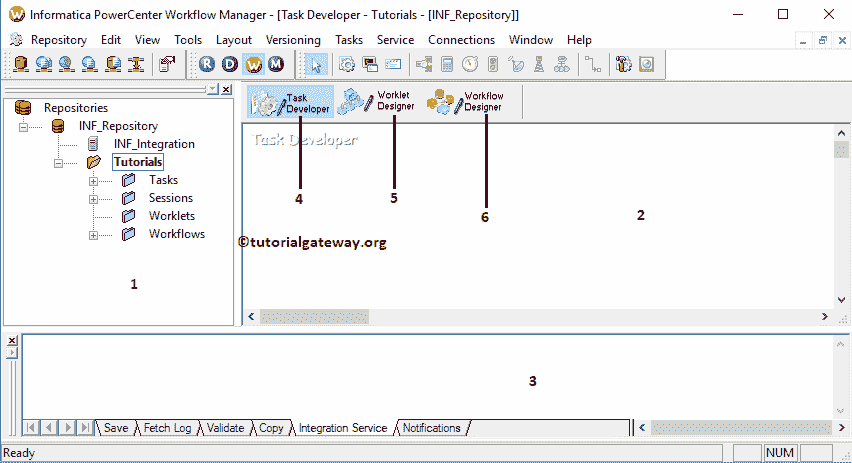 Informatica PowerCenter Workflow Manager - [Task Developer - Tutorials - [INF_Repository]]
Repository Edit View Tools Layout Versioning Tasks Service Connections Window Help
R D W M
Repositories
INF_Repository
INF_Integration
Tutorials
Tasks
Sessions
Worklets
Workflows
1
Task Developer
Worklet Designer
Workflow Designer
Task Developer
4
5
6
2
©tutorialgateway.org
3
Save Fetch Log Validate Copy Integration Service Notifications
Ready
NUM